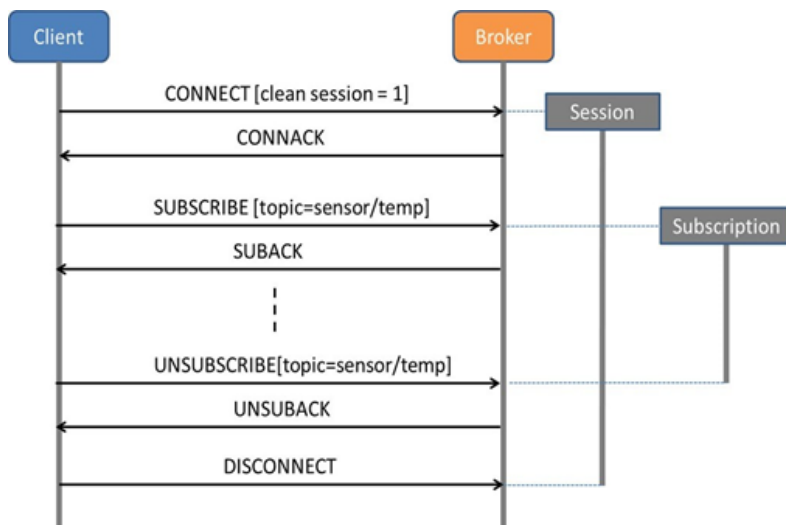 Client
Broker
CONNECT [clean session = 1]
Session
CONNACK
SUBSCRIBE [topic=sensor/temp]
Subscription
SUBACK
UNSUBSCRIBE[topic=sensor/temp]
UNSUBACK
DISCONNECT